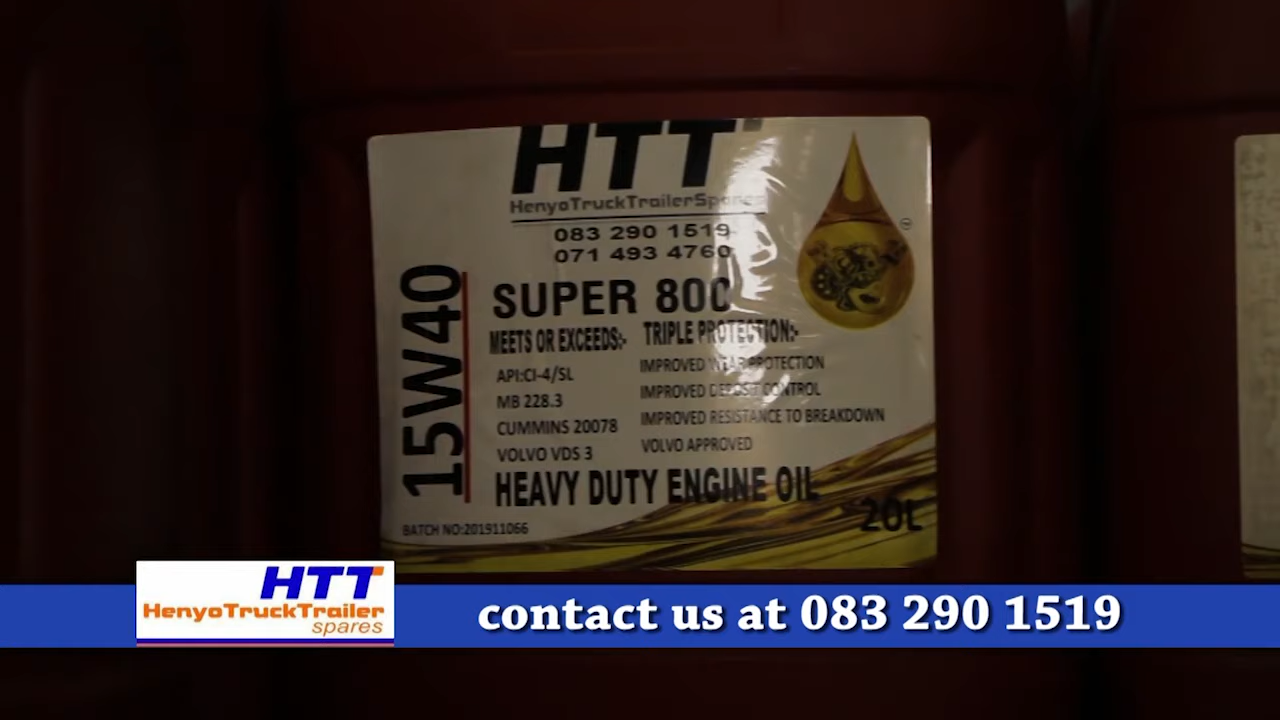 HTT
HenyoTruckTrailerSpares
083 290 1519
071 493 4760
15W40
SUPER 800
MEETS OR EXCEEDS:-
API:CI-4/SL
MB 228.3
CUMMINS 20078
VOLVO VDS 3
TRIPLE PROTECTION:-
IMPROVED WEAR PROTECTION
IMPROVED DEPOSIT CONTROL
IMPROVED RESISTANCE TO BREAKDOWN
VOLVO APPROVED
HEAVY DUTY ENGINE OIL
20L
BATCH NO:201911066
HTT
HenyoTruckTrailer
spares
contact us at 083 290 1519